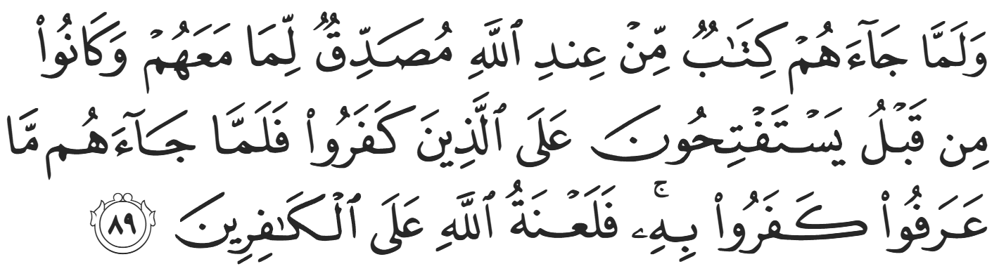 وَلَمَّا جَآءَهُمْ كِتَٰبٌ مِّنْ عِندِ ٱللَّهِ مُصَدِّقٌ لِّمَا مَعَهُمْ وَكَانُوا۟
مِن قَبْلُ يَسْتَفْتِحُونَ عَلَى ٱلَّذِينَ كَفَرُوا۟ فَلَمَّا جَآءَهُم مَّا
عَرَفُوا۟ كَفَرُوا۟ بِهِۦ ۚ فَلَعْنَةُ ٱللَّهِ عَلَى ٱلْكَٰفِرِينَ ٨٩